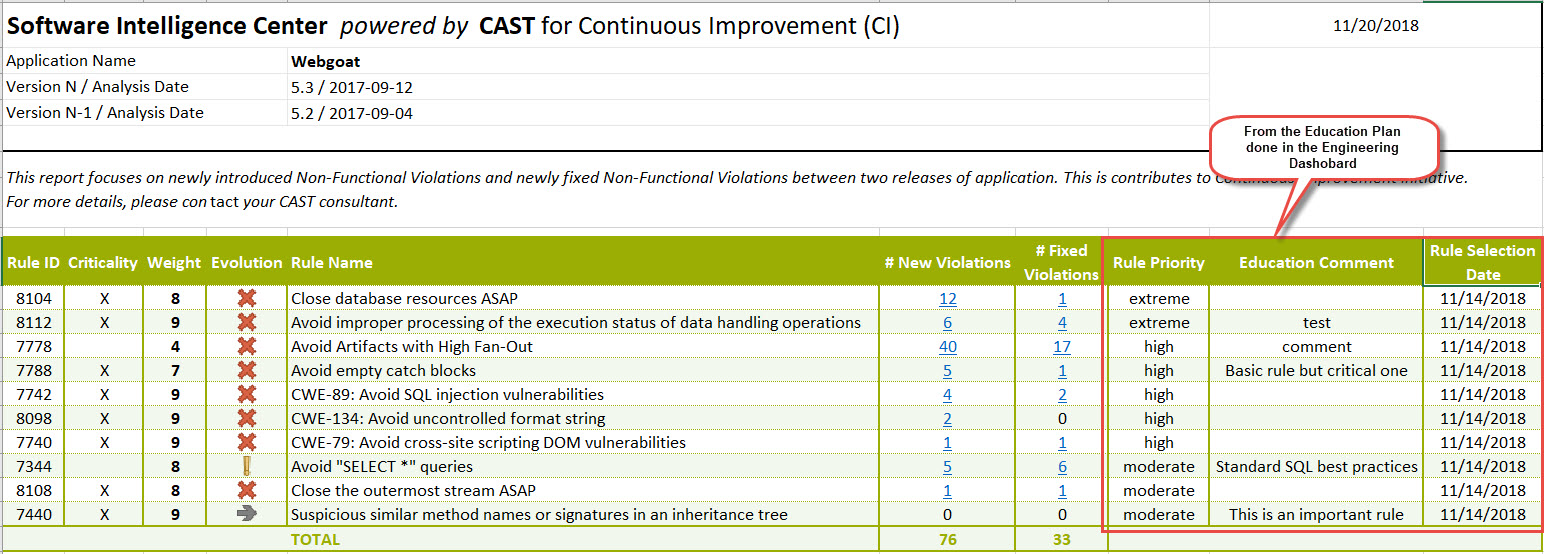 Software Intelligence Center powered by CAST for Continuous Improvement (CI) 11/20/2018
Application Name Webgoat
Version N / Analysis Date 5.3 / 2017-09-12
Version N-1 / Analysis Date 5.2 / 2017-09-04
From the Education Plan
done in the Engineering
Dashobard
This report focuses on newly introduced Non-Functional Violations and newly fixed Non-Functional Violations between two releases of application. This is contributes to Continuous Improvement initiative.
For more details, please con tact your CAST consultant.
Rule ID Criticality Weight Evolution Rule Name # New Violations # Fixed Violations Rule Priority Education Comment Rule Selection Date
8104 X 8 Close database resources ASAP 12 1 extreme 11/14/2018
8112 X 9 Avoid improper processing of the execution status of data handling operations 6 4 extreme test 11/14/2018
7778 4 Avoid Artifacts with High Fan-Out 40 17 high comment 11/14/2018
7788 X 7 Avoid empty catch blocks 5 1 high Basic rule but critical one 11/14/2018
7742 X 9 CWE-89: Avoid SQL injection vulnerabilities 4 2 high 11/14/2018
8098 X 9 CWE-134: Avoid uncontrolled format string 2 0 high 11/14/2018
7740 X 9 CWE-79: Avoid cross-site scripting DOM vulnerabilities 1 1 high 11/14/2018
7344 8 Avoid "SELECT *" queries 5 6 moderate Standard SQL best practices 11/14/2018
8108 X 8 Close the outermost stream ASAP 1 1 moderate 11/14/2018
7440 X 9 Suspicious similar method names or signatures in an inheritance tree 0 0 moderate This is an important rule 11/14/2018
TOTAL 76 33